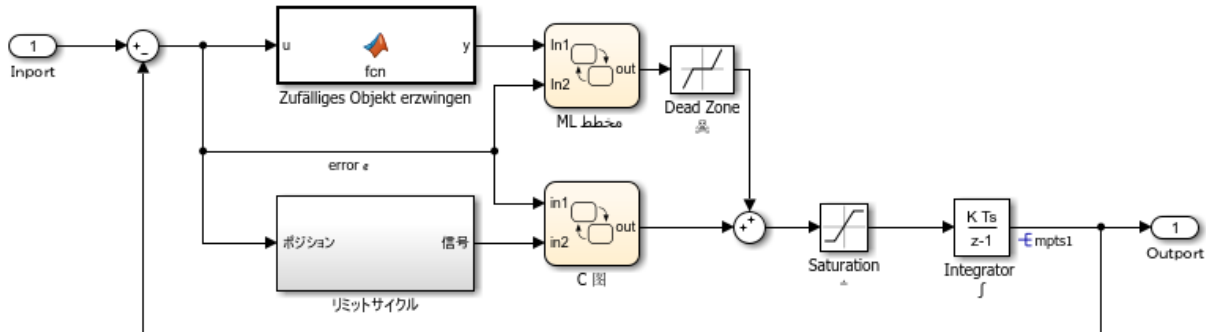 1
Inport
u
y
fcn
Zufälliges Objekt erzwingen
In1
In2
out
مخطط ML
Dead Zone
error e
ポジション
信号
リミットサイクル
in1
in2
out
C 图
Saturation
K Ts
z-1
mpts1
Integrator
∫
1
Outport